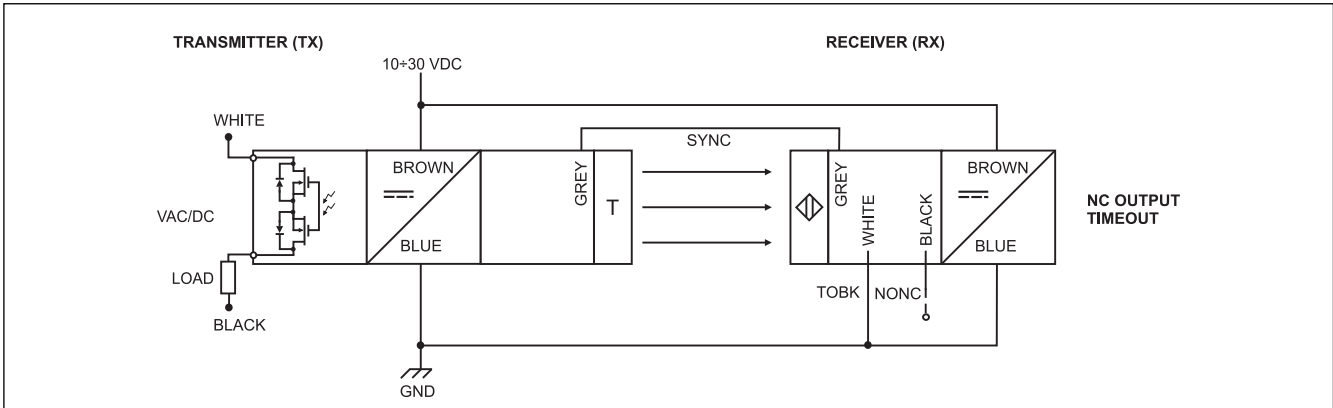 TRANSMITTER (TX)
RECEIVER (RX)
10÷30 VDC
WHITE
SYNC
BROWN
BLUE
GREY
T
GREY
WHITE
BLACK
BROWN
BLUE
VAC/DC
NC OUTPUT
TIMEOUT
LOAD
BLACK
TOBK
NONC
GND